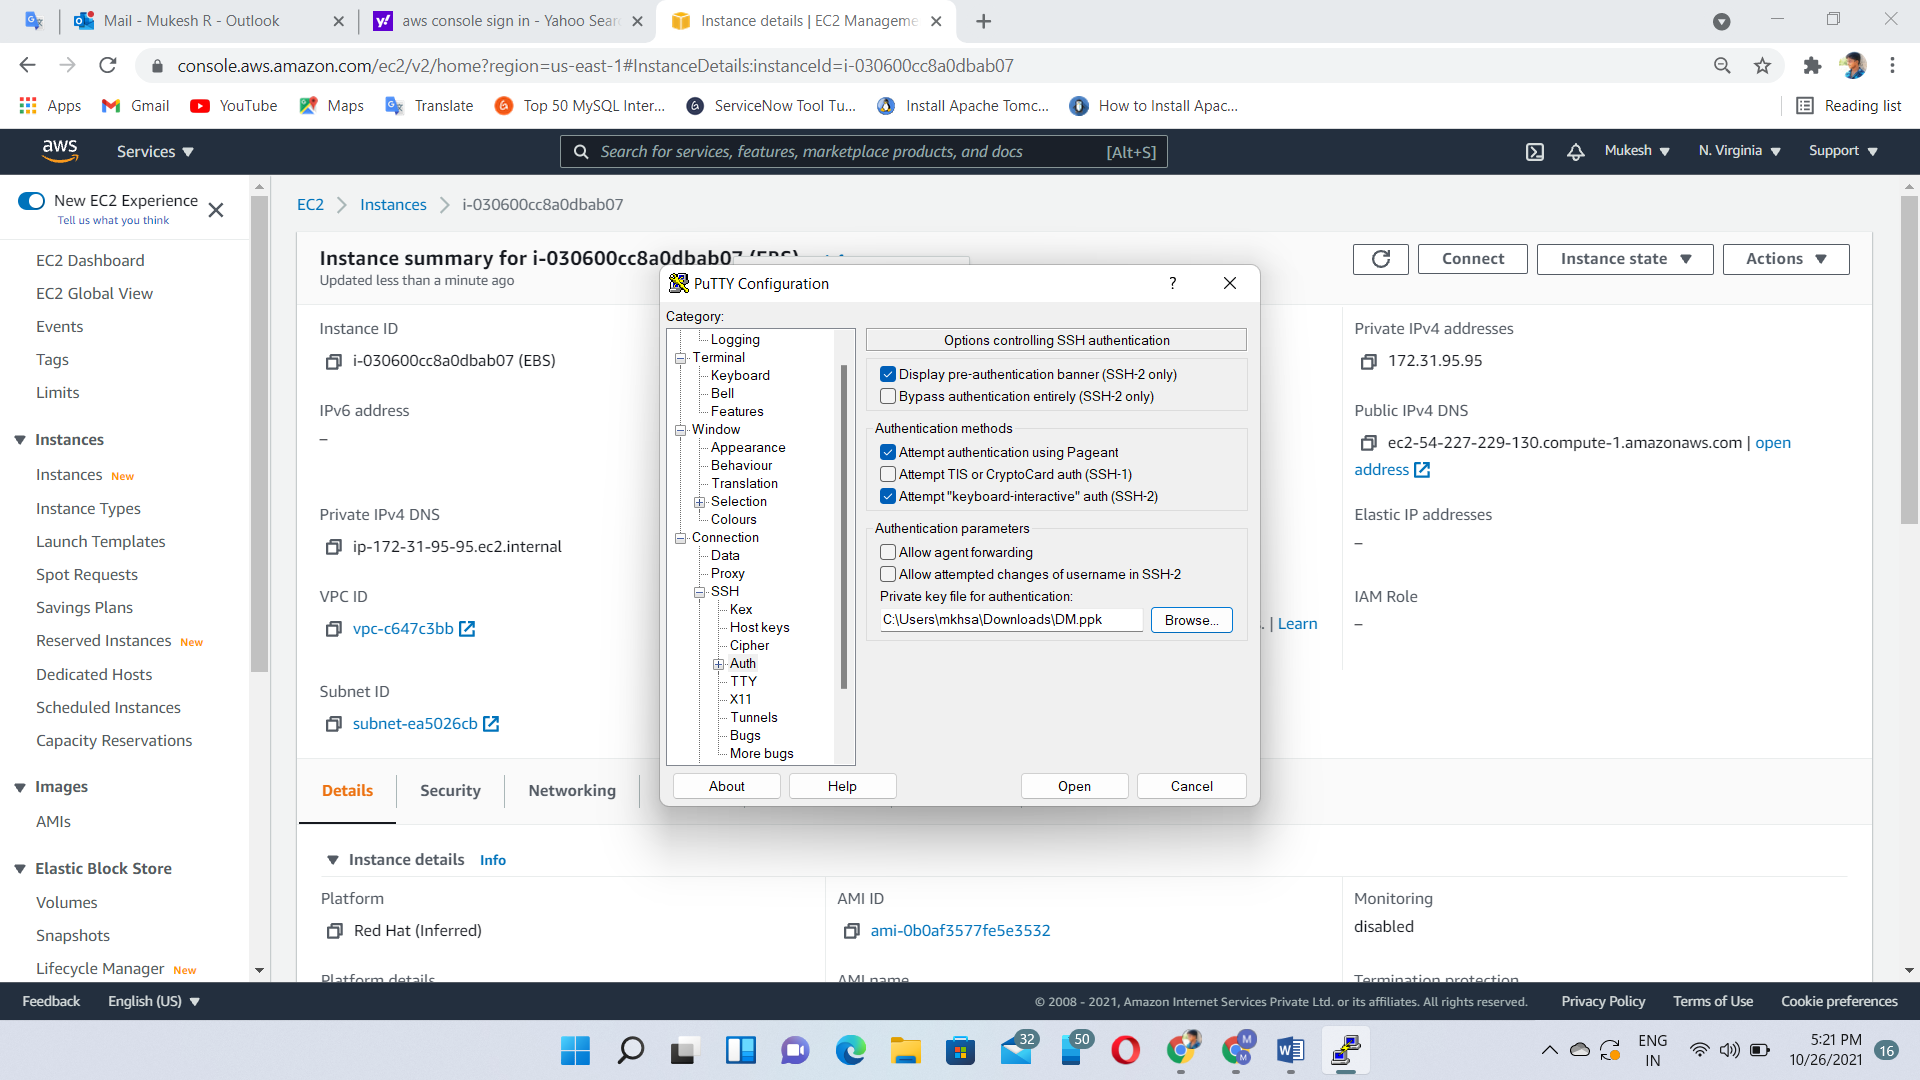 Mail - Mukesh R - Outlook
aws console sign in - Yahoo Sear
Instance details | EC2 Manageme
console.aws.amazon.com/ec2/v2/home?region=us-east-1#InstanceDetails:instanceId=i-030600cc8a0dbab07
Apps
Gmail
YouTube
Maps
Translate
Top 50 MySQL Inter...
ServiceNow Tool Tu...
Install Apache Tomc...
How to Install Apac...
Reading list
aws
Services
Search for services, features, marketplace products, and docs
[Alt+S]
Mukesh
N. Virginia
Support
New EC2 Experience
Tell us what you think
EC2 Dashboard
EC2 Global View
Events
Tags
Limits
Instances
Instances New
Instance Types
Launch Templates
Spot Requests
Savings Plans
Reserved Instances New
Dedicated Hosts
Scheduled Instances
Capacity Reservations
Images
AMIs
Elastic Block Store
Volumes
Snapshots
Lifecycle Manager New
EC2
Instances
i-030600cc8a0dbab07
Instance summary for i-030600cc8a0dbab07 (EBS)
Updated less than a minute ago
Connect
Instance state
Actions
Instance ID
i-030600cc8a0dbab07 (EBS)
IPv6 address
–
Private IPv4 DNS
ip-172-31-95-95.ec2.internal
VPC ID
vpc-c647c3bb
Subnet ID
subnet-ea5026cb
Private IPv4 addresses
172.31.95.95
Public IPv4 DNS
ec2-54-227-229-130.compute-1.amazonaws.com | open
address
Elastic IP addresses
–
IAM Role
–
. | Learn
PuTTY Configuration
?
Category:
Logging
Terminal
Keyboard
Bell
Features
Window
Appearance
Behaviour
Translation
Selection
Colours
Connection
Data
Proxy
SSH
Kex
Host keys
Cipher
Auth
TTY
X11
Tunnels
Bugs
More bugs
Options controlling SSH authentication
Display pre-authentication banner (SSH-2 only)
Bypass authentication entirely (SSH-2 only)
Authentication methods
Attempt authentication using Pageant
Attempt TIS or CryptoCard auth (SSH-1)
Attempt "keyboard-interactive" auth (SSH-2)
Authentication parameters
Allow agent forwarding
Allow attempted changes of username in SSH-2
Private key file for authentication:
C:\Users\mkhsa\Downloads\DM.ppk
Browse...
About
Help
Open
Cancel
Details
Security
Networking
Instance details Info
Platform
Red Hat (Inferred)
AMI ID
ami-0b0af3577fe5e3532
Monitoring
disabled
Platform details
AMI name
Termination protection
Feedback
English (US)
© 2008 - 2021, Amazon Internet Services Private Ltd. or its affiliates. All rights reserved.
Privacy Policy
Terms of Use
Cookie preferences
32
50
M
M
ENG
IN
5:21 PM
10/26/2021
16